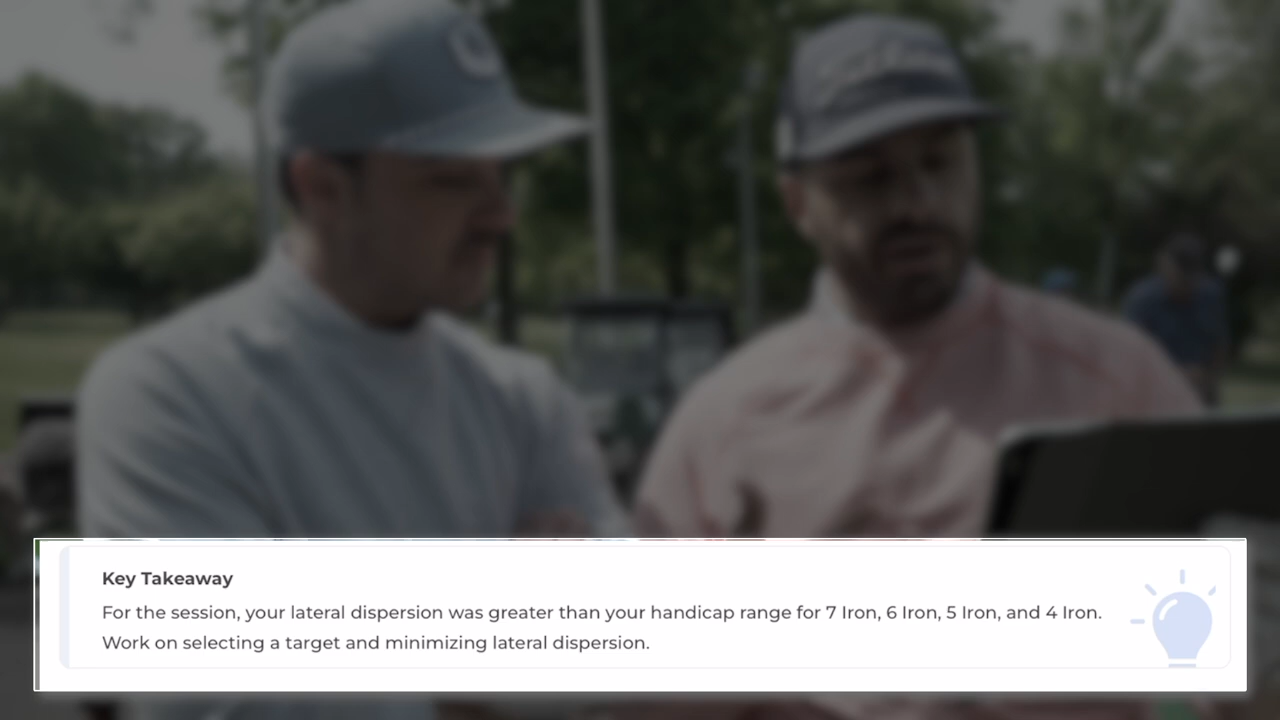 Key Takeaway
For the session, your lateral dispersion was greater than your handicap range for 7 Iron, 6 Iron, 5 Iron, and 4 Iron.
Work on selecting a target and minimizing lateral dispersion.